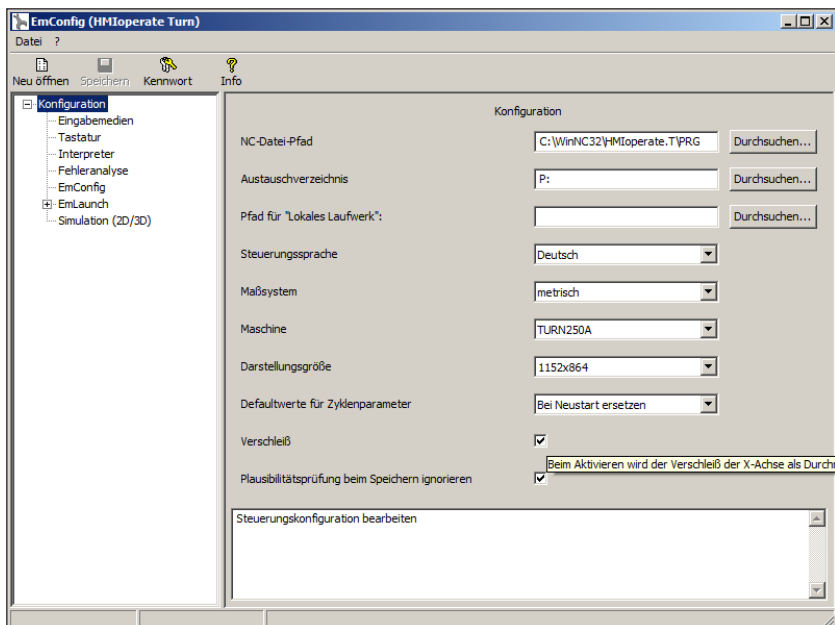 EmConfig (HMIoperate Turn)
Datei ?
Neu öffnen Speichern Kennwort Info
Konfiguration
Eingabemedien
Tastatur
Interpreter
Fehleranalyse
EmConfig
EmLaunch
Simulation (2D/3D)
Konfiguration
NC-Datei-Pfad C:\WinNC32\HMIoperate.T\PRG Durchsuchen...
Austauschverzeichnis P: Durchsuchen...
Pfad für "Lokales Laufwerk": Durchsuchen...
Steuerungssprache Deutsch
Maßsystem metrisch
Maschine TURN250A
Darstellungsgröße 1152x864
Defaultwerte für Zyklenparameter Bei Neustart ersetzen
Verschleiß
Beim Aktivieren wird der Verschleiß der X-Achse als Durch
Plausibilitätsprüfung beim Speichern ignorieren
Steuerungskonfiguration bearbeiten